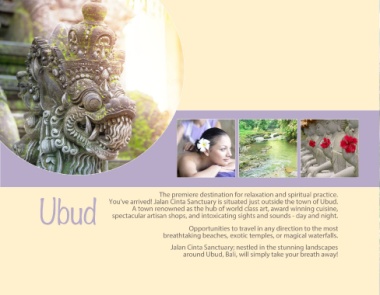 Ubud
The premiere destination for relaxation and spiritual practice.
You've arrived! Jalan Cinta Sanctuary is situated just outside the town of Ubud.
A town renowned as the hub of world class art, award winning cuisine,
spectacular artisan shops, and intoxicating sights and sounds - day and night.
Opportunities to travel in any direction to the most
breathtaking beaches, exotic temples, or magical waterfalls.
Jalan Cinta Sanctuary; nestled in the stunning landscapes
around Ubud, Bali, will simply take your breath away!